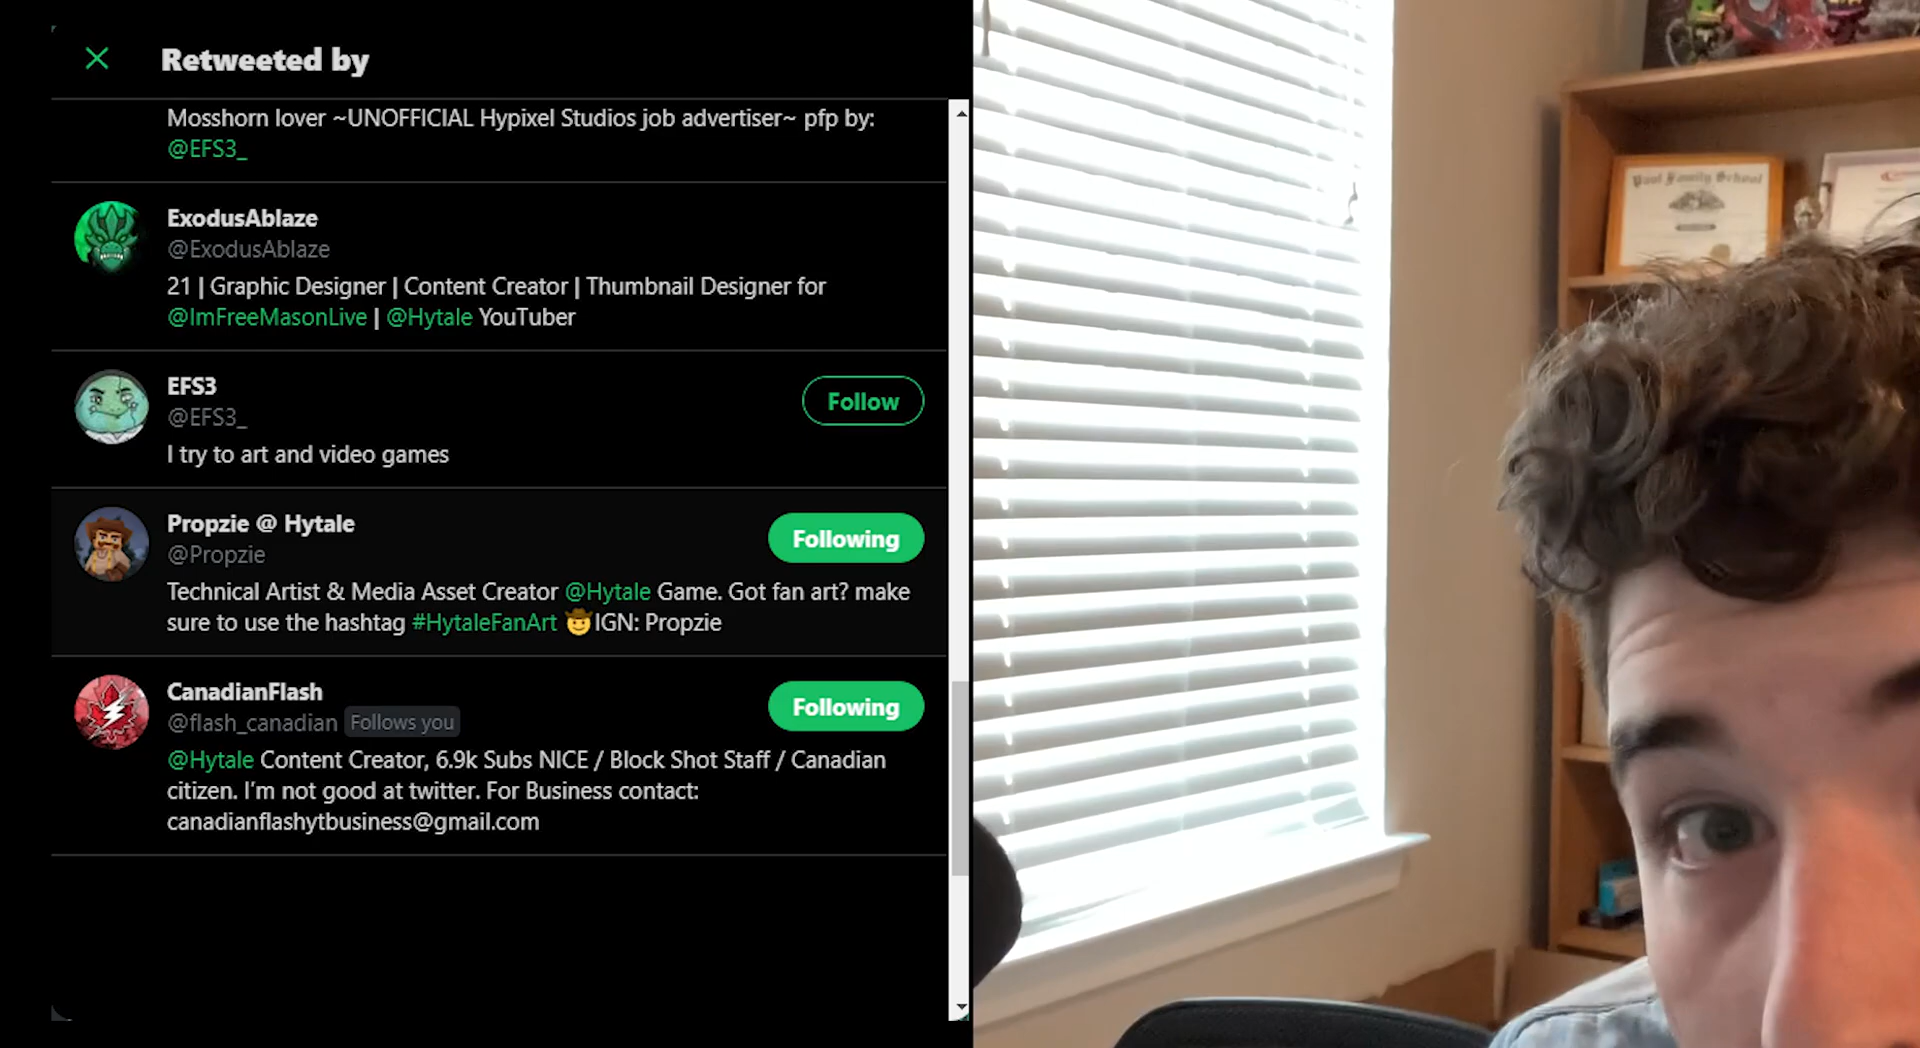 Retweeted by
Mosshorn lover ~UNOFFICIAL Hypixel Studios job advertiser~ pfp by:
@EFS3_
ExodusAblaze
@ExodusAblaze
21 | Graphic Designer | Content Creator | Thumbnail Designer for
@ImFreeMasonLive | @Hytale YouTuber
EFS3
@EFS3_
Follow
I try to art and video games
Propzie @ Hytale
@Propzie
Following
Technical Artist & Media Asset Creator @Hytale Game. Got fan art? make
sure to use the hashtag #HytaleFanArt 🤠IGN: Propzie
CanadianFlash
@flash_canadian Follows you
Following
@Hytale Content Creator, 6.9k Subs NICE / Block Shot Staff / Canadian
citizen. I'm not good at twitter. For Business contact:
canadianflashytbusiness@gmail.com
Family School